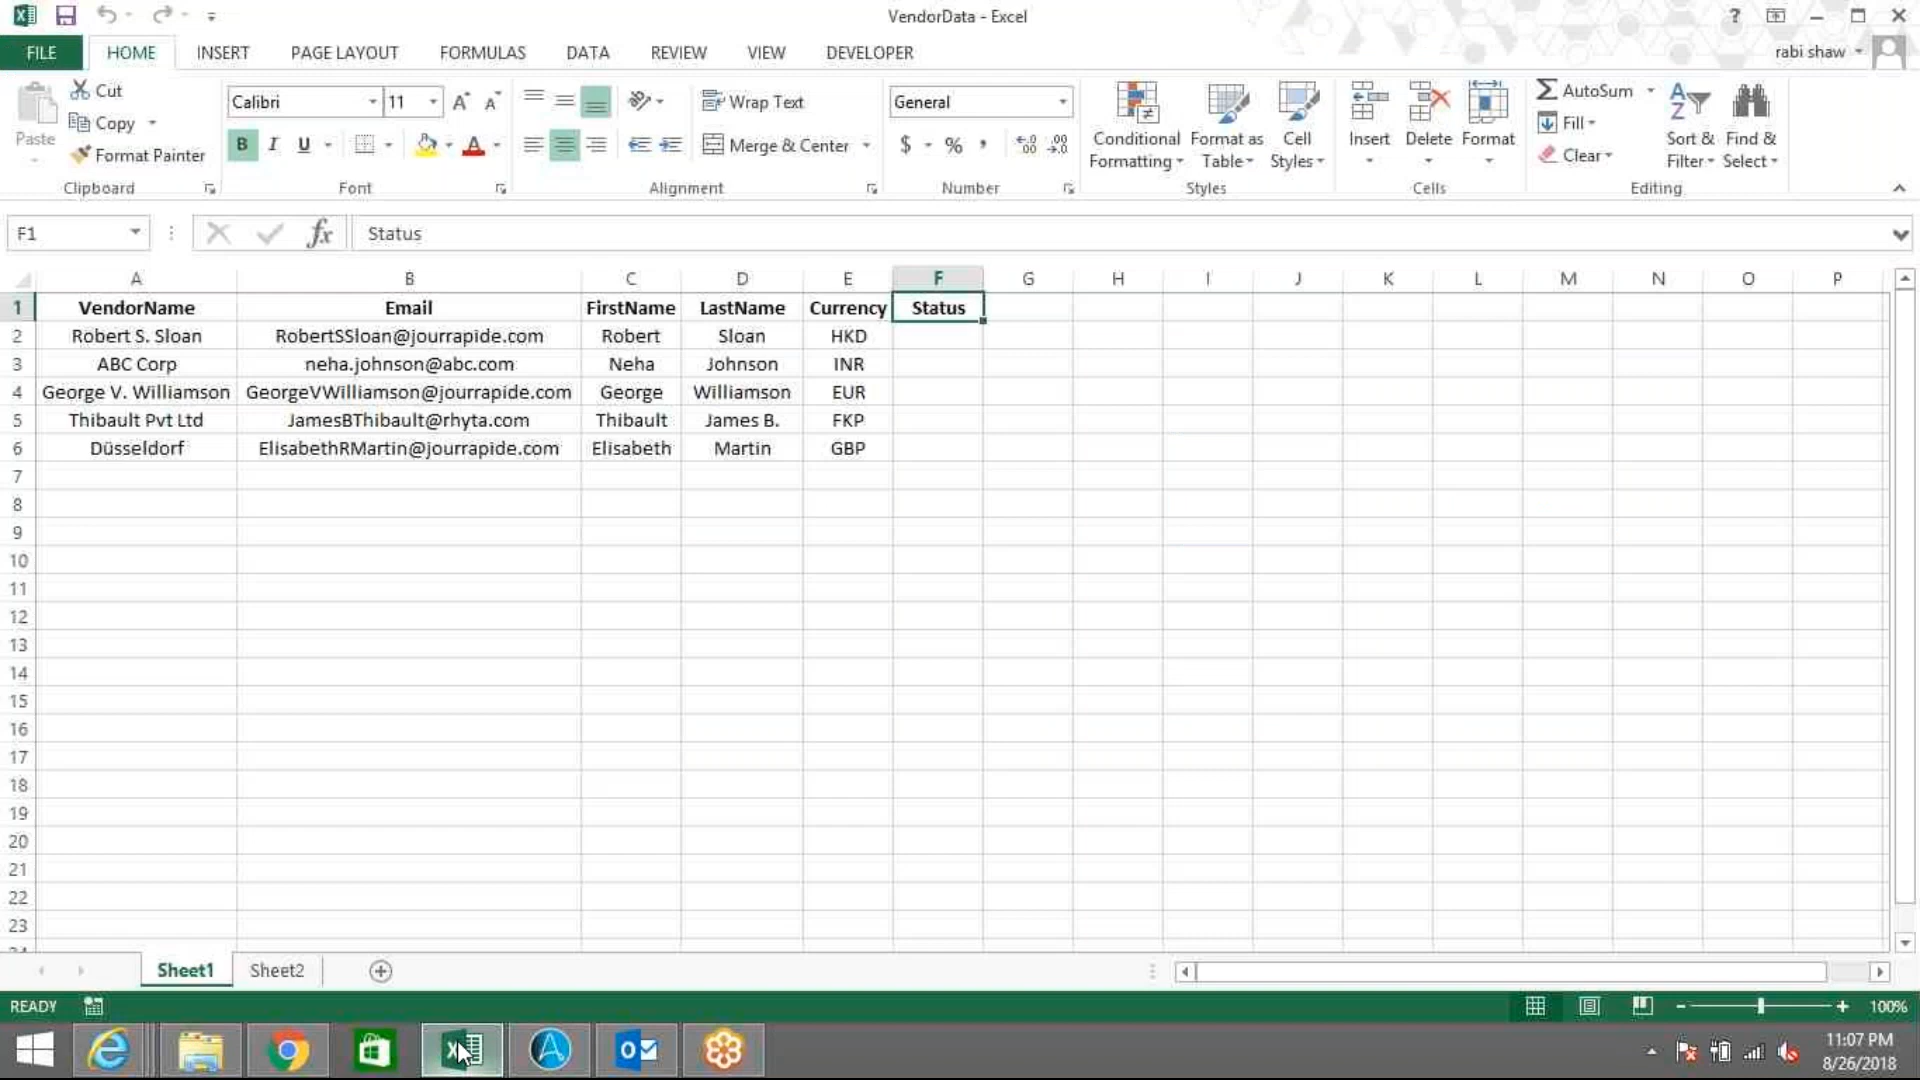 VendorData - Excel
?
FILE HOME INSERT PAGE LAYOUT FORMULAS DATA REVIEW VIEW DEVELOPER rabi shaw
Paste
Cut
Copy
Format Painter
Clipboard
Calibri 11
B I U
Font
Wrap Text
Merge & Center
Alignment
General
$ % ,
Number
Conditional Formatting
Format as Table
Cell Styles
Styles
Insert Delete Format
Cells
AutoSum
Fill
Clear
Sort & Filter
Find & Select
Editing
F1 fx Status
A B C D E F G H I J K L M N O P
1 VendorName Email FirstName LastName Currency Status
2 Robert S. Sloan RobertSSloan@jourrapide.com Robert Sloan HKD
3 ABC Corp neha.johnson@abc.com Neha Johnson INR
4 George V. Williamson GeorgeVWilliamson@jourrapide.com George Williamson EUR
5 Thibault Pvt Ltd JamesBThibault@rhyta.com Thibault James B. FKP
6 Düsseldorf ElisabethRMartin@jourrapide.com Elisabeth Martin GBP
7
8
9
10
11
12
13
14
15
16
17
18
19
20
21
22
23
Sheet1 Sheet2
READY 100%
11:07 PM
8/26/2018